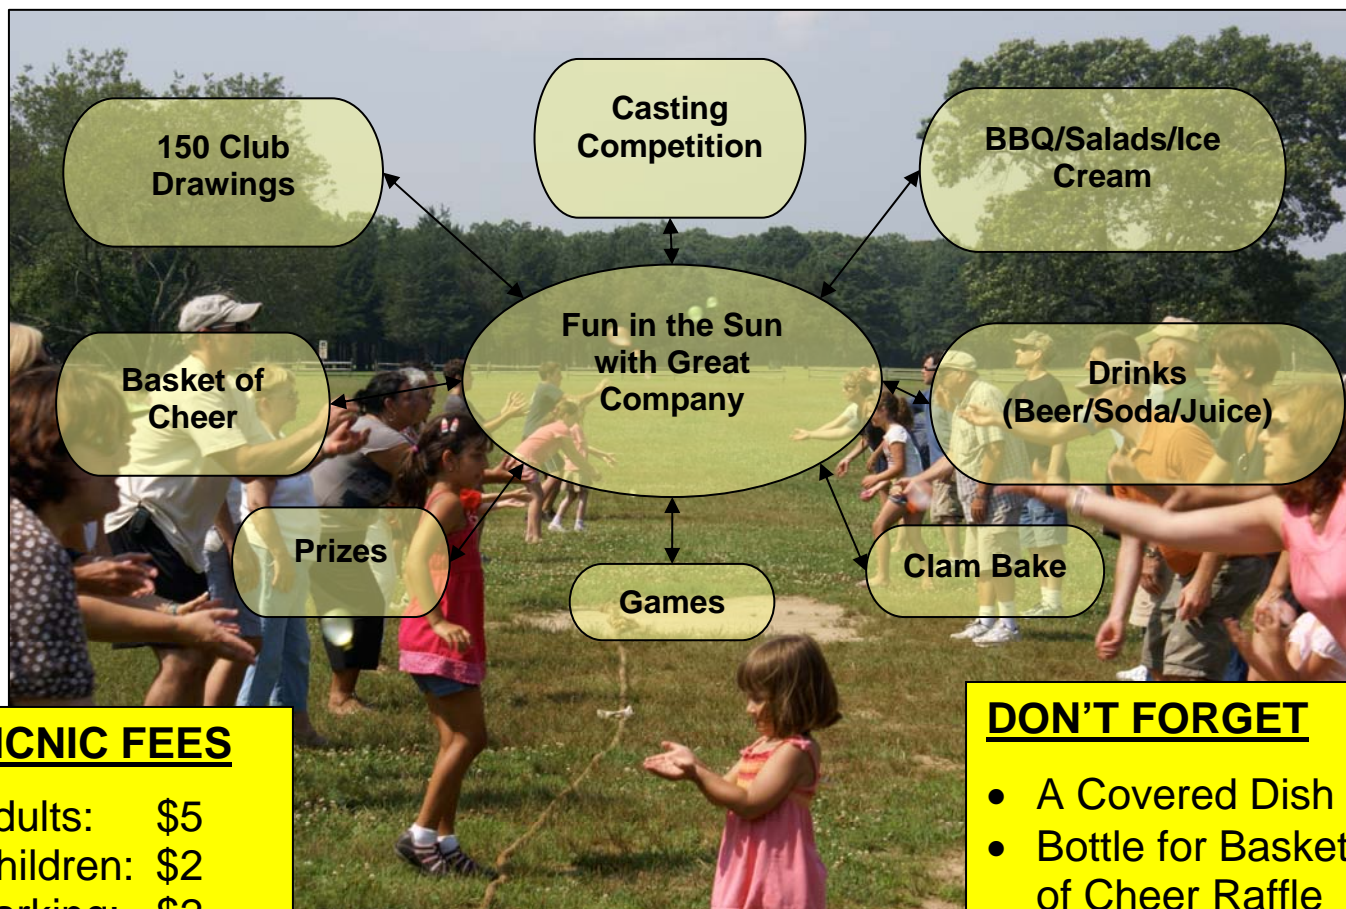 150 Club
Drawings
Casting
Competition
BBQ/Salads/Ice
Cream
Fun in the Sun
with Great
Company
Basket of
Cheer
Drinks
(Beer/Soda/Juice)
Prizes
Games
Clam Bake
ICNIC FEES
dults: $5
hildren: $2
arking: $2
DON'T FORGET
• A Covered Dish
• Bottle for Basket
of Cheer Raffle